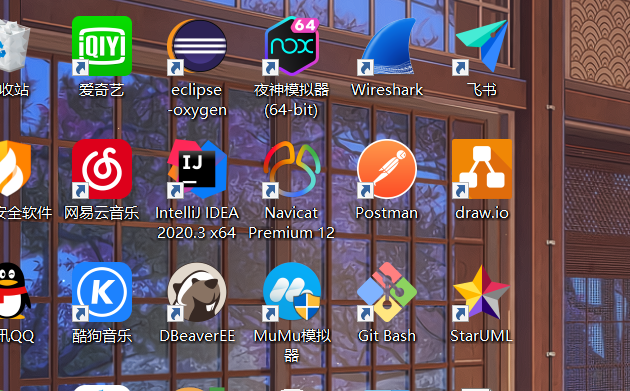 iQIYI
64
nox
收站
爱奇艺
eclipse
-oxygen
夜神模拟器
(64-bit)
Wireshark
飞书
IJ
安全软件
网易云音乐
IntelliJ IDEA
2020.3 x64
Navicat
Premium 12
Postman
draw.io
K
讯QQ
酷狗音乐
DBeaverEE
MuMu模拟
器
Git Bash
StarUML